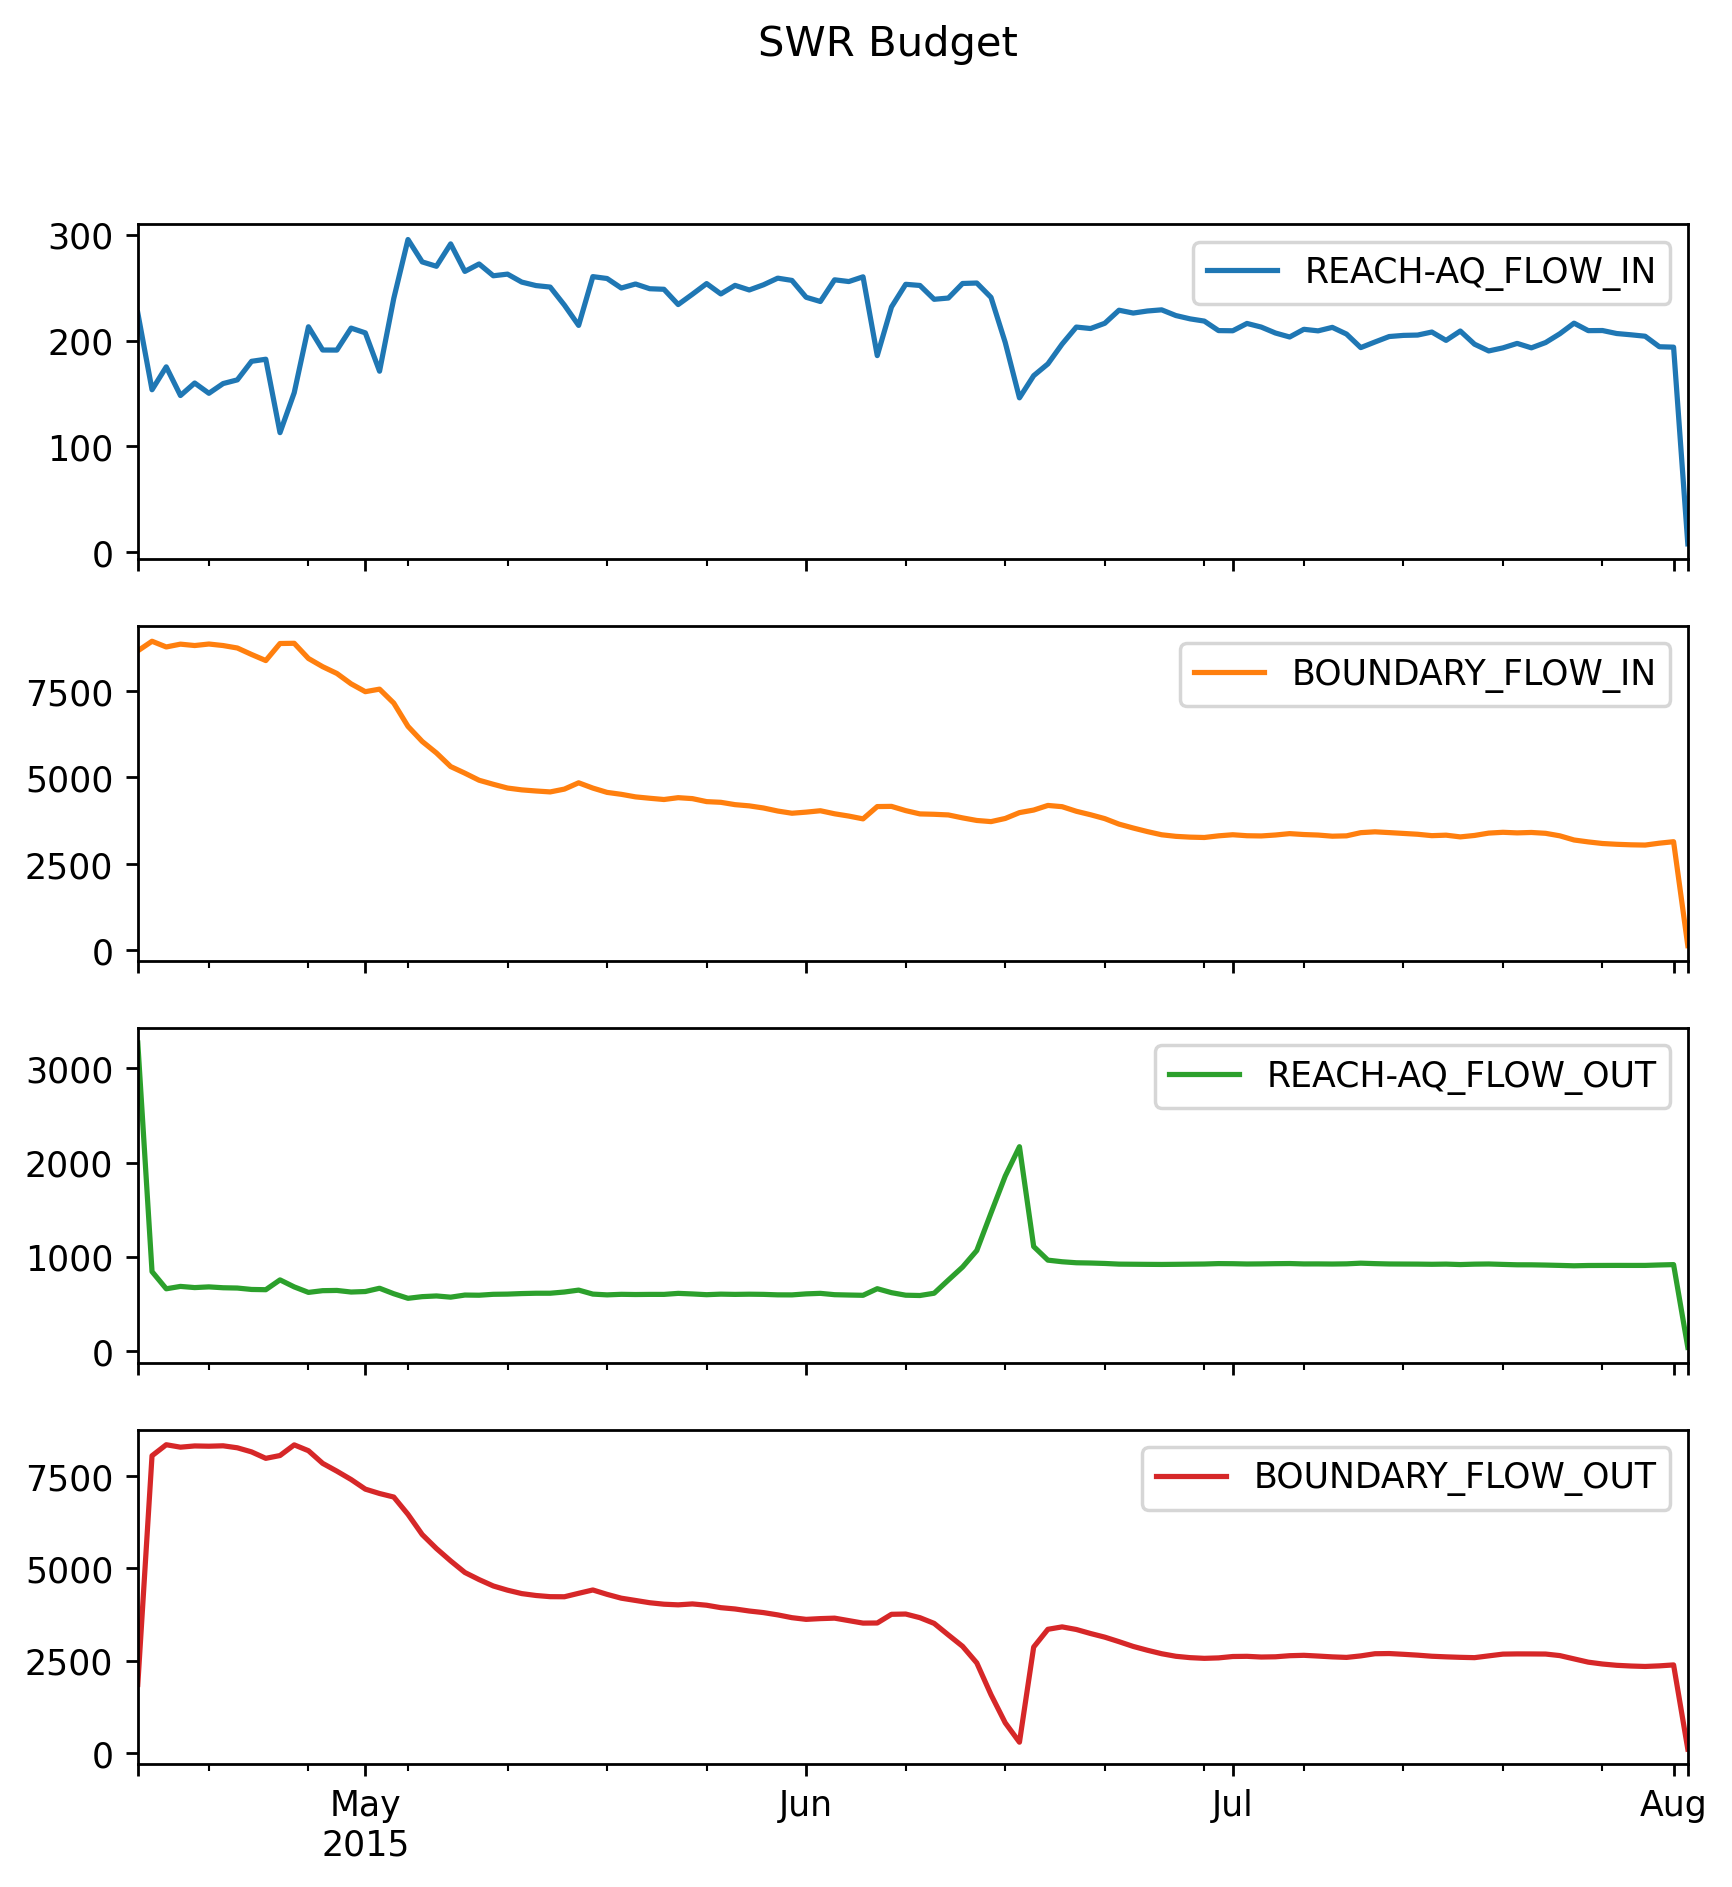 SWR Budget
300
200
100
0
REACH-AQ_FLOW_IN
7500
5000
2500
0
BOUNDARY_FLOW_IN
3000
2000
1000
0
REACH-AQ_FLOW_OUT
7500
5000
2500
0
BOUNDARY_FLOW_OUT
May Jun Jul Aug
2015